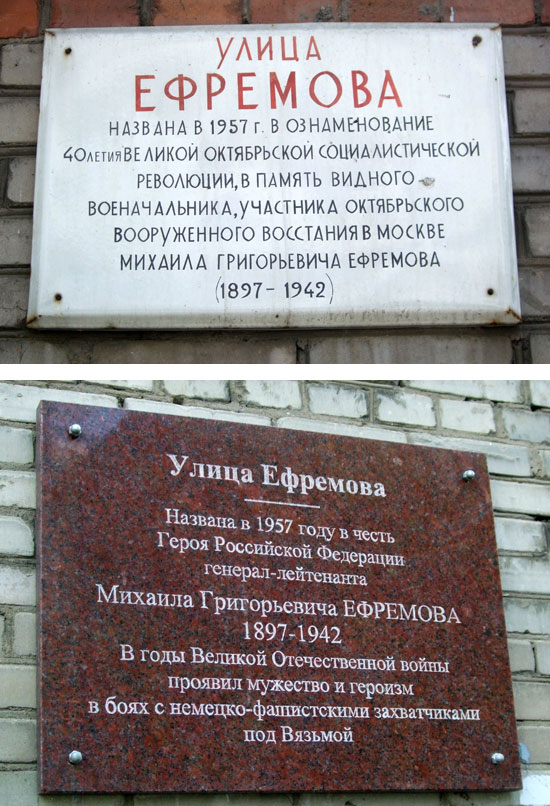 УЛИЦА
ЕФРЕМОВА
НАЗВАНА В 1957 г. В ОЗНАМЕНОВАНИЕ
40ЛЕТИЯ ВЕЛИКОЙ ОКТЯБРЬСКОЙ СОЦИАЛИСТИЧЕСКОЙ
РЕВОЛЮЦИИ, В ПАМЯТЬ ВИДНОГО
ВОЕНАЧАЛЬНИКА, УЧАСТНИКА ОКТЯБРЬСКОГО
ВООРУЖЕННОГО ВОССТАНИЯ В МОСКВЕ
МИХАИЛА ГРИГОРЬЕВИЧА ЕФРЕМОВА
(1897 - 1942)
Улица Ефремова
Названа в 1957 году в честь
Героя Российской Федерации
генерал-лейтенанта
Михаила Григорьевича ЕФРЕМОВА
1897-1942
В годы Великой Отечественной войны
проявил мужество и героизм
в боях с немецко-фашистскими захватчиками
под Вязьмой